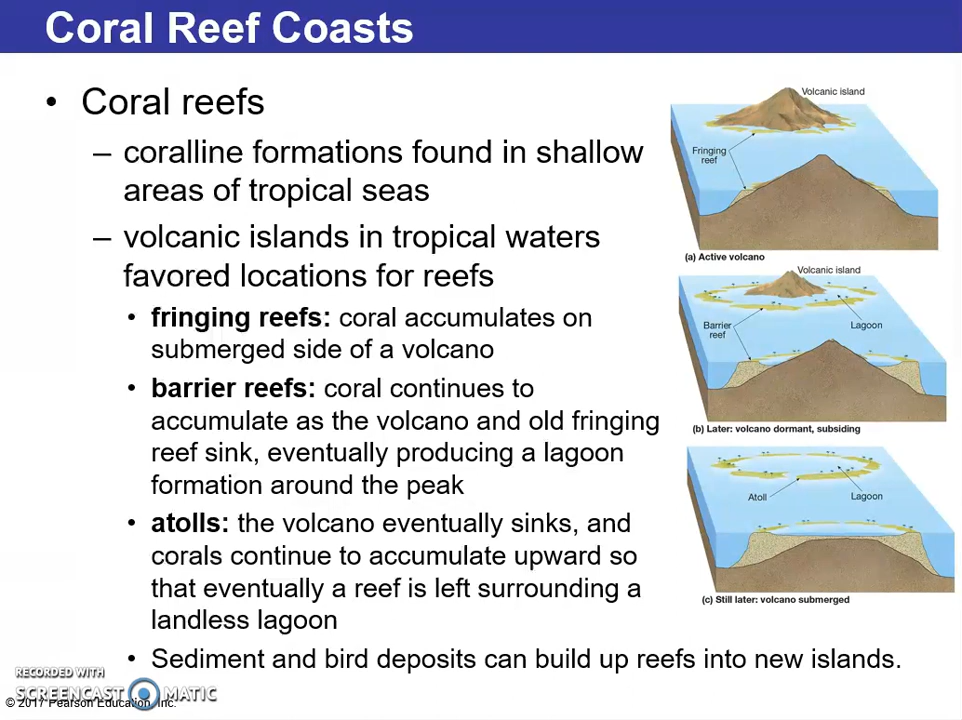 Coral Reef Coasts
• Coral reefs
– coralline formations found in shallow
areas of tropical seas
– volcanic islands in tropical waters
favored locations for reefs
• fringing reefs: coral accumulates on
submerged side of a volcano
• barrier reefs: coral continues to
accumulate as the volcano and old fringing
reef sink, eventually producing a lagoon
formation around the peak
• atolls: the volcano eventually sinks, and
corals continue to accumulate upward so
that eventually a reef is left surrounding a
landless lagoon
• Sediment and bird deposits can build up reefs into new islands.
Volcanic island
Fringing
reef
(a) Active volcano
Volcanic island
Barrier
reef
Lagoon
(b) Later: volcano dormant, subsiding
Atoll
Lagoon
(c) Still later: volcano submerged
RECORDED WITH
SCREENCAST MATIC
© 2017 Pearson Education, Inc.